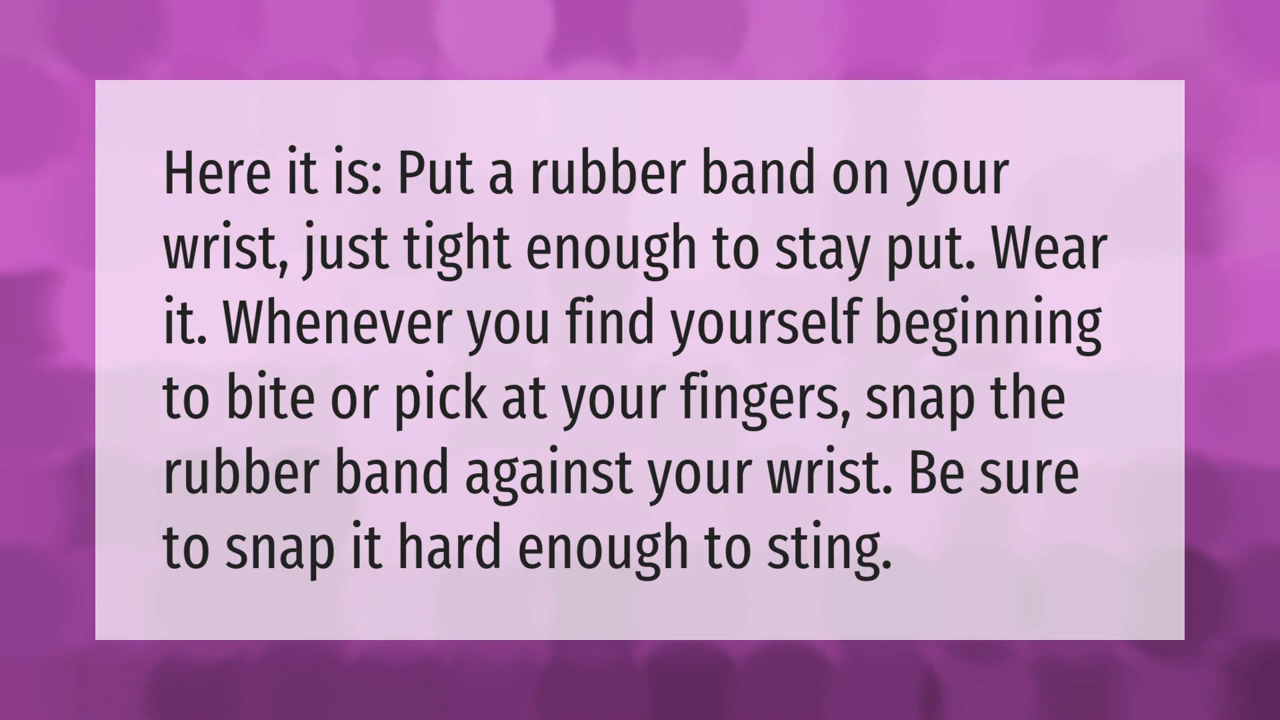 Here it is: Put a rubber band on your
wrist, just tight enough to stay put. Wear
it. Whenever you find yourself beginning
to bite or pick at your fingers, snap the
rubber band against your wrist. Be sure
to snap it hard enough to sting.